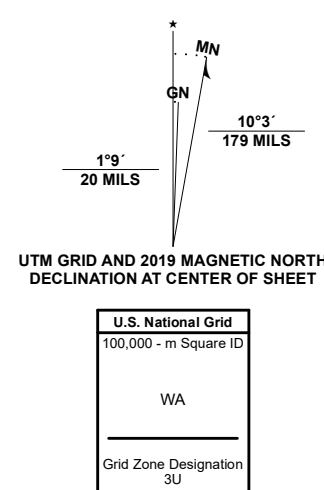 ★
MN
GN
10°3´
179 MILS
1°9´
20 MILS
UTM GRID AND 2019 MAGNETIC NORTH
DECLINATION AT CENTER OF SHEET
U.S. National Grid
100,000 - m Square ID
WA
Grid Zone Designation
3U